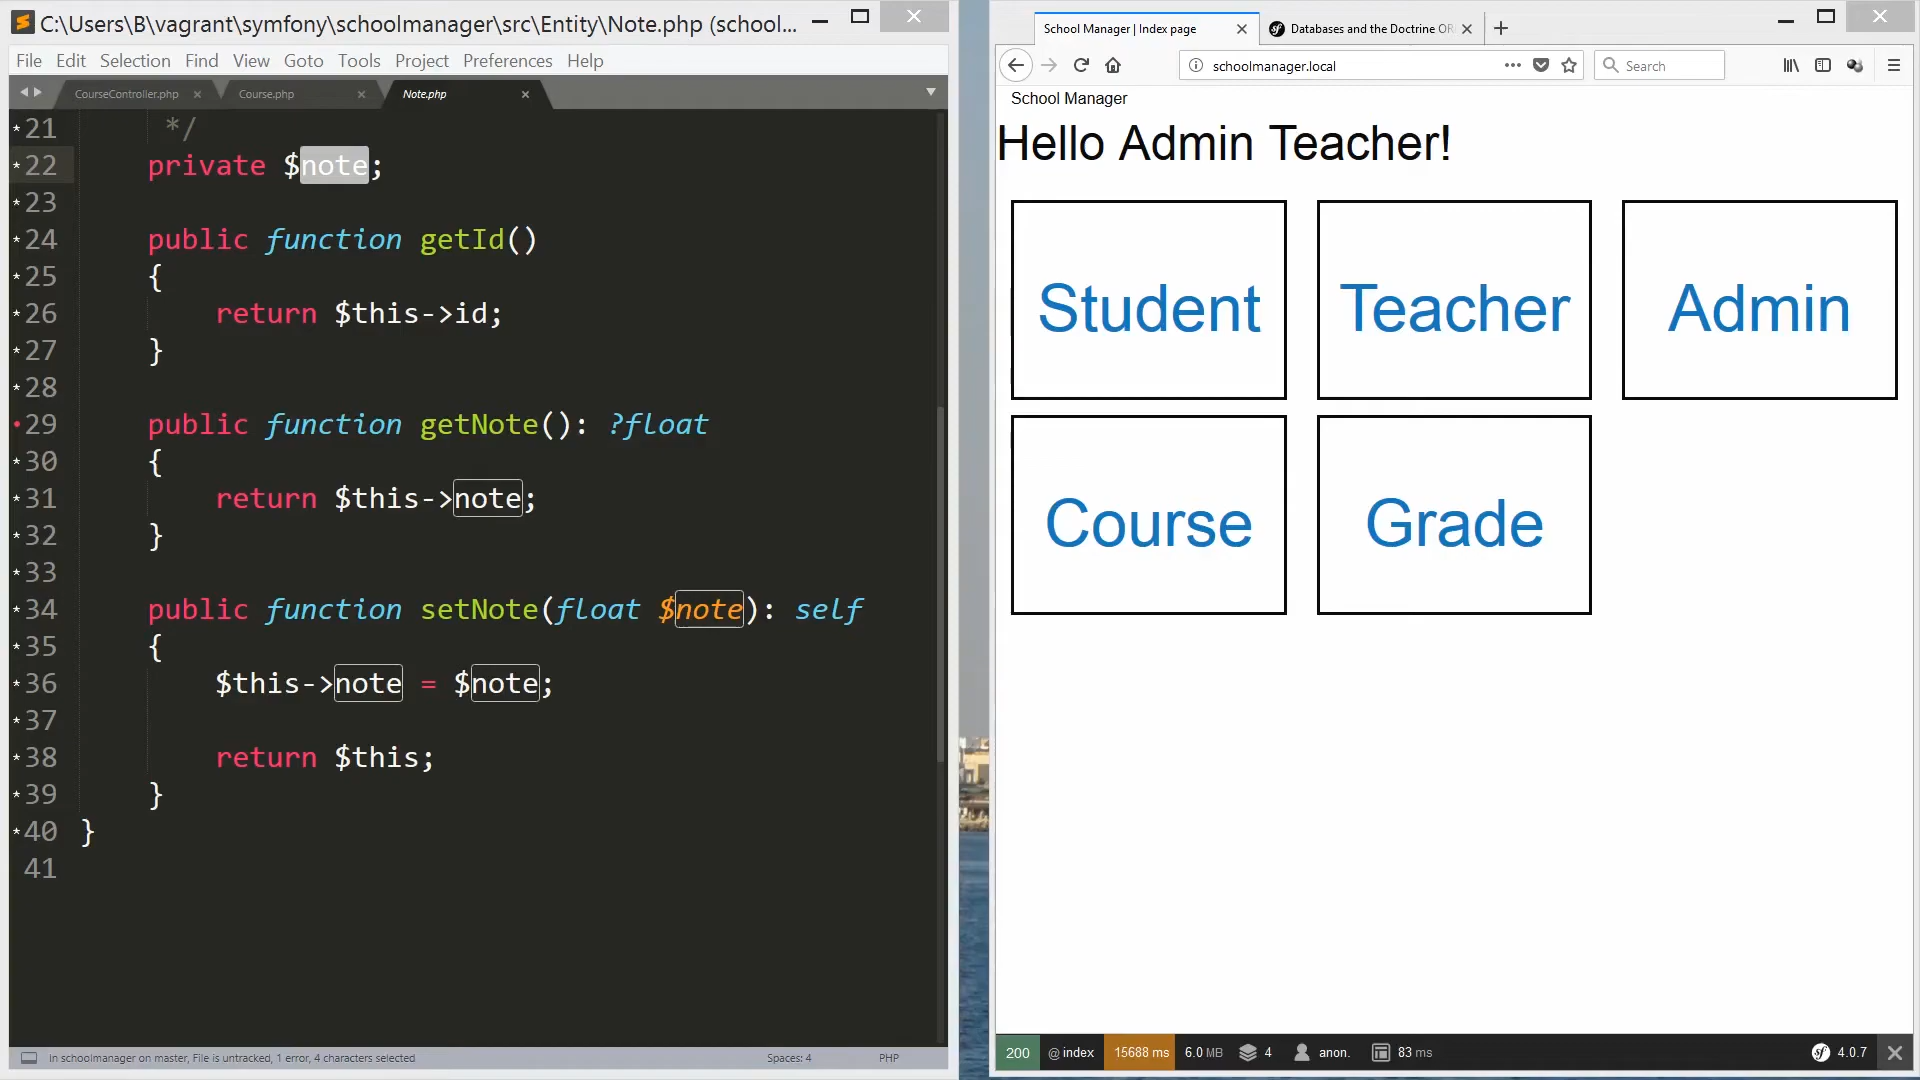 C:\Users\B\vagrant\symfony\schoolmanager\src\Entity\Note.php (school...
File Edit Selection Find View Goto Tools Project Preferences Help
CourseController.php × Course.php × Note.php ×
21 */
22 private $note;
23
24 public function getId()
25 {
26 return $this->id;
27 }
28
29 public function getNote(): ?float
30 {
31 return $this->note;
32 }
33
34 public function setNote(float $note): self
35 {
36 $this->note = $note;
37
38 return $this;
39 }
40 }
41
In schoolmanager on master, File is untracked, 1 error, 4 characters selected Spaces: 4 PHP
School Manager | Index page Databases and the Doctrine OR
schoolmanager.local Search
School Manager
Hello Admin Teacher!
Student Teacher Admin
Course Grade
200 @ index 15688 ms 6.0 MB 4 anon. 83 ms sf 4.0.7